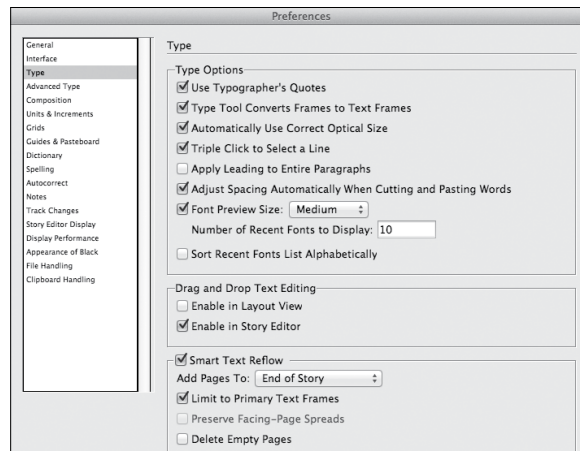 Preferences
General
Interface
Type
Advanced Type
Composition
Units & Increments
Grids
Guides & Pasteboard
Dictionary
Spelling
Autocorrect
Notes
Track Changes
Story Editor Display
Display Performance
Appearance of Black
File Handling
Clipboard Handling
Type
Type Options
Use Typographer's Quotes
Type Tool Converts Frames to Text Frames
Automatically Use Correct Optical Size
Triple Click to Select a Line
Apply Leading to Entire Paragraphs
Adjust Spacing Automatically When Cutting and Pasting Words
Font Preview Size: Medium
Number of Recent Fonts to Display: 10
Sort Recent Fonts List Alphabetically
Drag and Drop Text Editing
Enable in Layout View
Enable in Story Editor
Smart Text Reflow
Add Pages To: End of Story
Limit to Primary Text Frames
Preserve Facing-Page Spreads
Delete Empty Pages